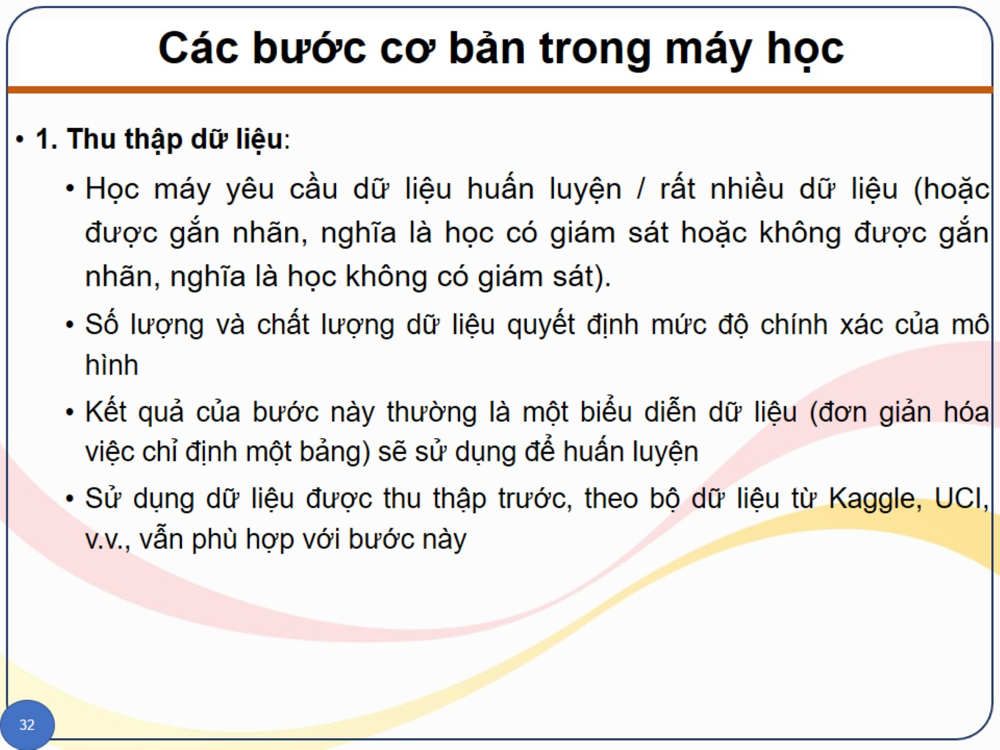 Các bước cơ bản trong máy học
• 1. Thu thập dữ liệu:
• Học máy yêu cầu dữ liệu huấn luyện / rất nhiều dữ liệu (hoặc
được gắn nhãn, nghĩa là học có giám sát hoặc không được gắn
nhãn, nghĩa là học không có giám sát).
• Số lượng và chất lượng dữ liệu quyết định mức độ chính xác của mô
hình
• Kết quả của bước này thường là một biểu diễn dữ liệu (đơn giản hóa
việc chỉ định một bảng) sẽ sử dụng để huấn luyện
• Sử dụng dữ liệu được thu thập trước, theo bộ dữ liệu từ Kaggle, UCI,
v.v., vẫn phù hợp với bước này
32